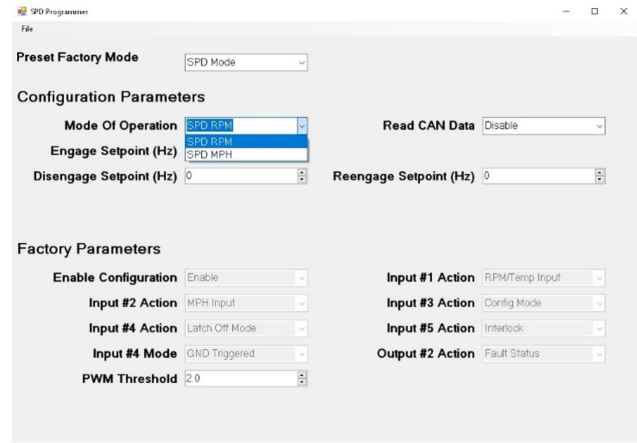 SPD Programmer
File
Preset Factory Mode SPD Mode
Configuration Parameters
Mode Of Operation SPD RPM Read CAN Data Disable
SPD RPM
Engage Setpoint (Hz) SPD MPH
Disengage Setpoint (Hz) 0 Reengage Setpoint (Hz) 0
Factory Parameters
Enable Configuration Enable Input #1 Action RPM/Temp Input
Input #2 Action MPH Input Input #3 Action Config Mode
Input #4 Action Latch Off Mode Input #5 Action Interlock
Input #4 Mode GND Triggered Output #2 Action Fault Status
PWM Threshold 2.0